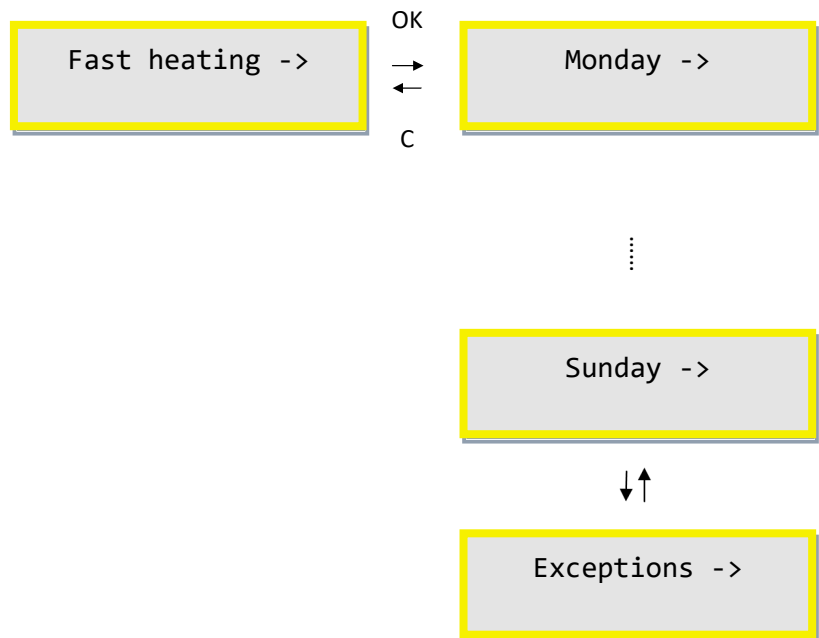 OK
Fast heating ->
Monday ->
C
Sunday ->
Exceptions ->